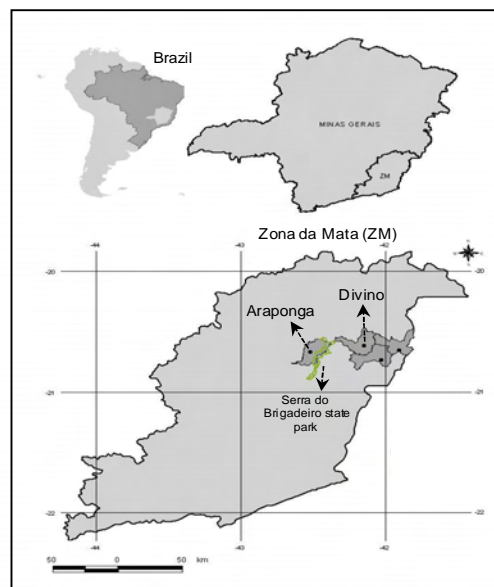 Brazil
MINAS GERAIS
ZM
Zona da Mata (ZM)
-44
-43
-42
-20
-20
Divino
Araponga
-21
-21
Serra do
Brigadeiro state
park
-22
-22
-44
-43
-42
50 0 50
km